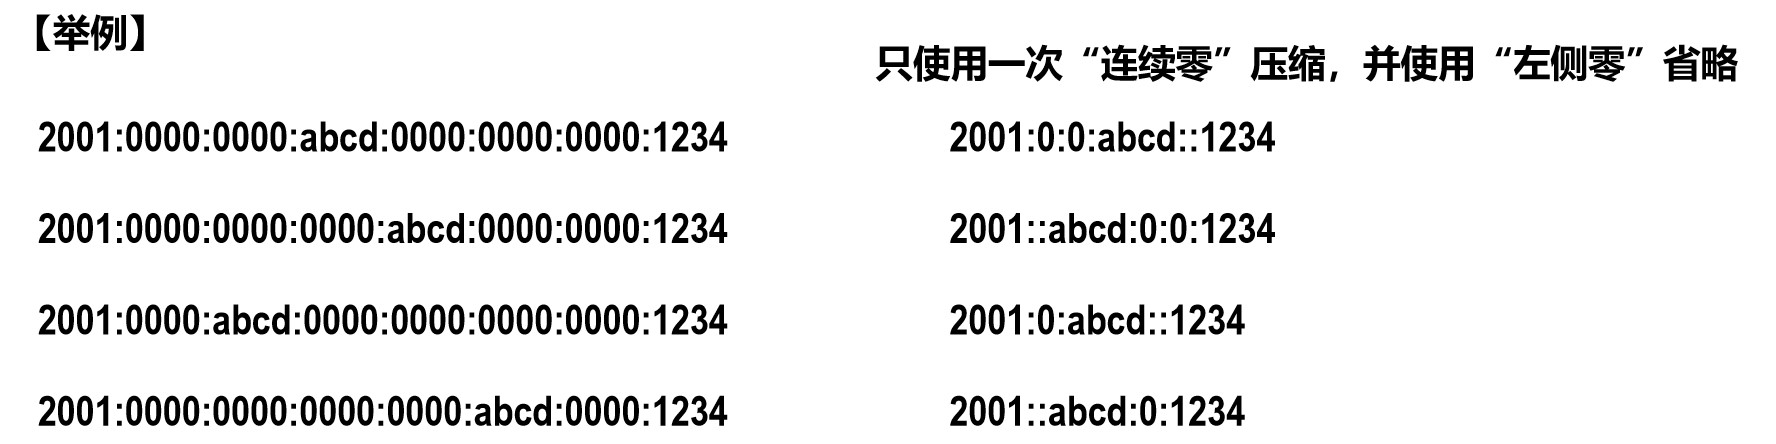 【举例】
只使用一次“连续零”压缩，并使用“左侧零”省略
2001:0000:0000:abcd:0000:0000:0000:1234 2001:0:0:abcd::1234
2001:0000:0000:0000:abcd:0000:0000:1234 2001::abcd:0:0:1234
2001:0000:abcd:0000:0000:0000:0000:1234 2001:0:abcd::1234
2001:0000:0000:0000:0000:abcd:0000:1234 2001::abcd:0:1234